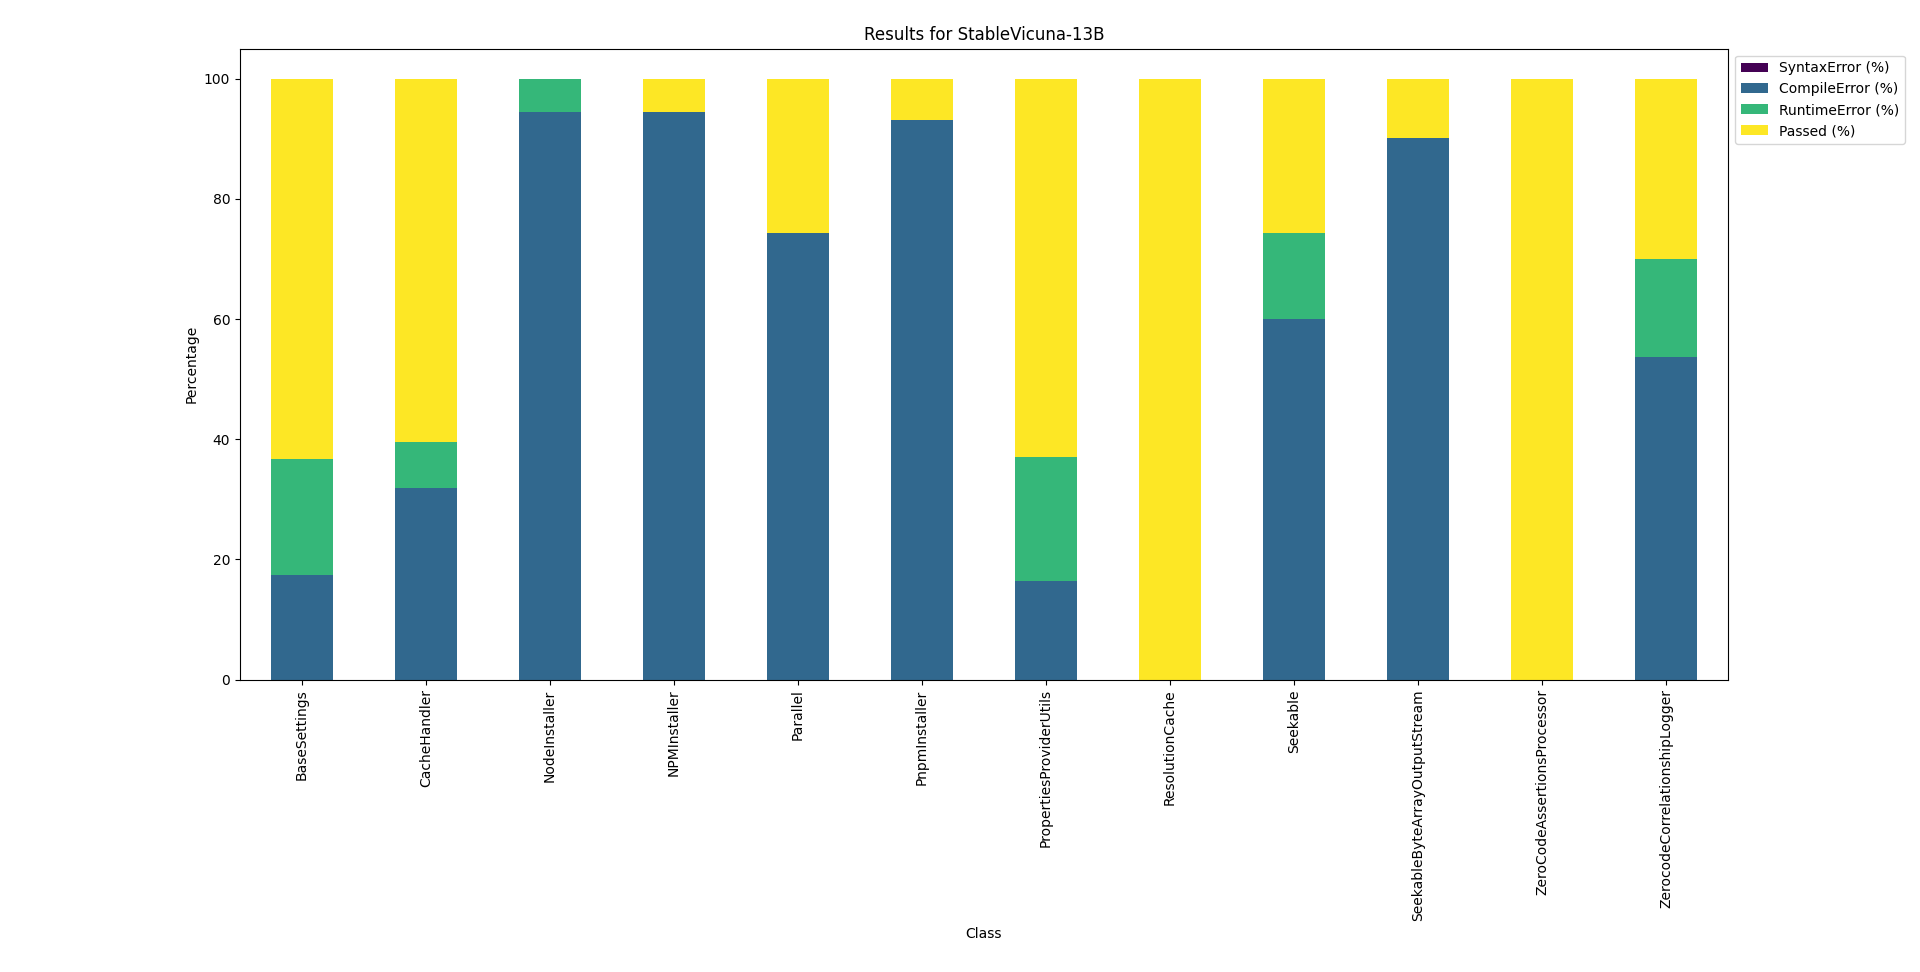 Results for StableVicuna-13B
SyntaxError (%)
CompileError (%)
RuntimeError (%)
Passed (%)
Percentage
100
80
60
40
20
0
BaseSettings
CacheHandler
NodeInstaller
NPMInstaller
Parallel
PnpmInstaller
PropertiesProviderUtils
ResolutionCache
Seekable
SeekableByteArrayOutputStream
ZeroCodeAssertionsProcessor
ZerocodeCorrelationshipLogger
Class